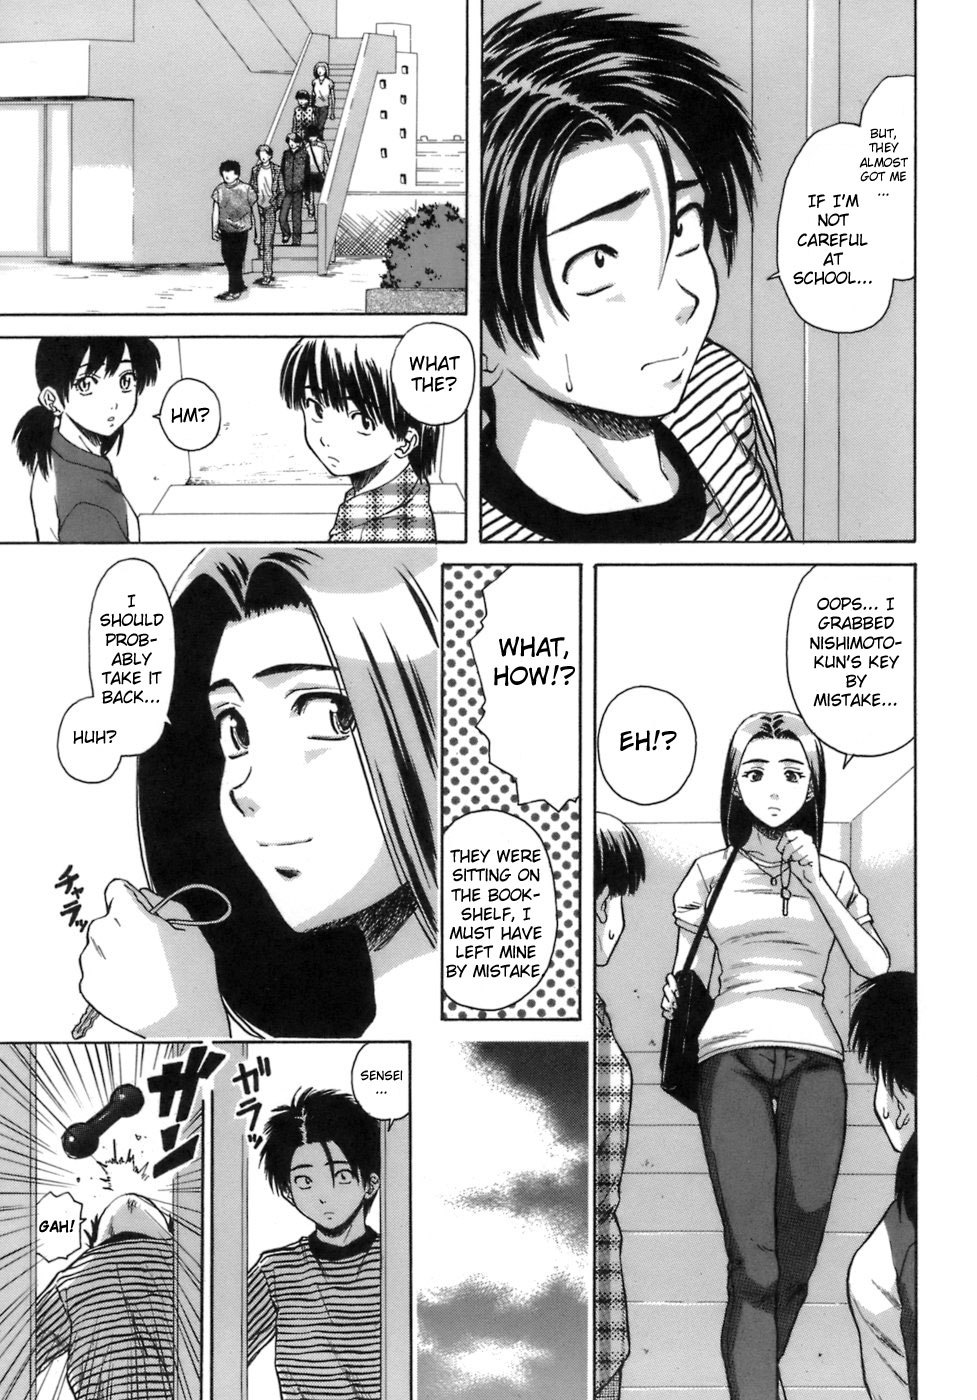 BUT,
THEY
ALMOST
GOT ME
...
IF I'M
NOT
CAREFUL
AT
SCHOOL...
WHAT
THE?
HM?
OOPS... I
GRABBED
NISHIMOTO-
KUN'S KEY
BY
MISTAKE...
EH!?
WHAT,
HOW!?
THEY WERE
SITTING ON
THE BOOK-
SHELF, I
MUST HAVE
LEFT MINE
BY MISTAKE
I
SHOULD
PROB-
ABLY
TAKE IT
BACK...
HUH?
チャラッ
SENSEI
...
ガラッ
ガン!
GAH!